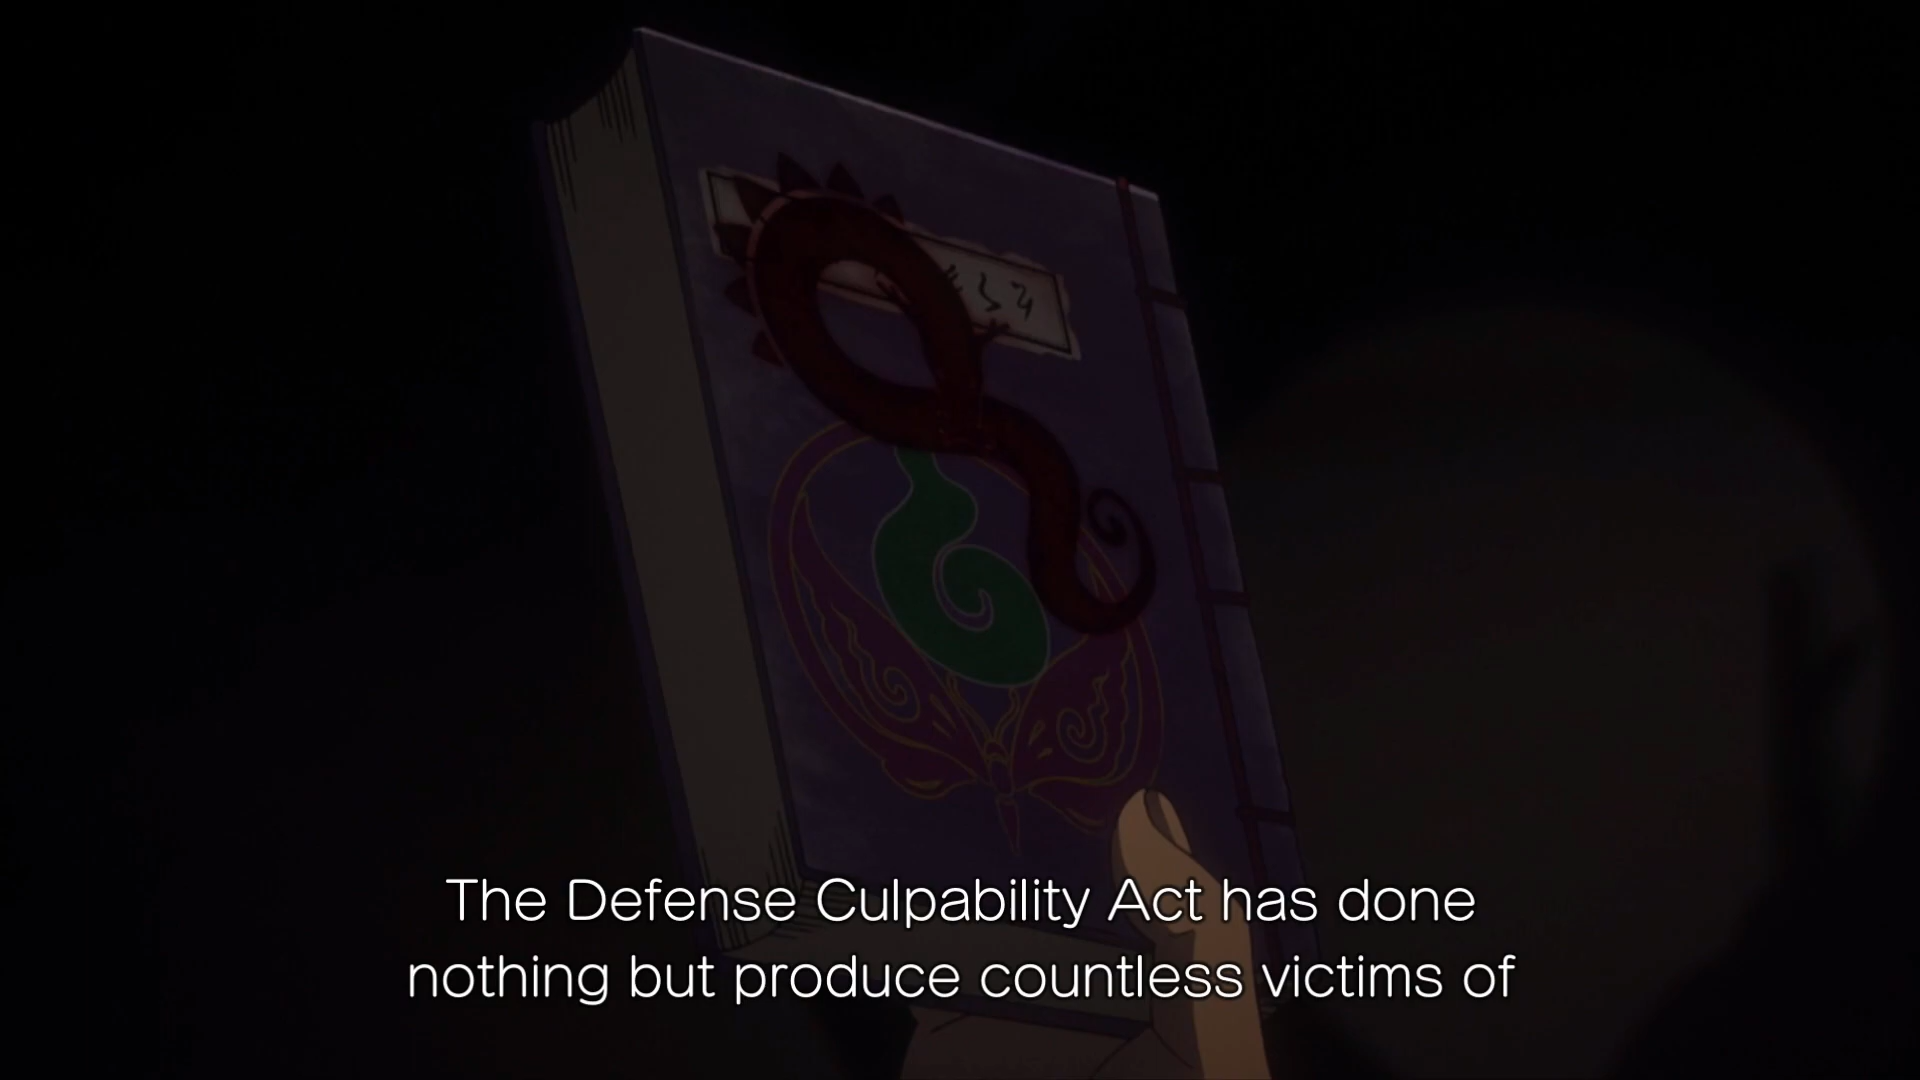 The Defense Culpability Act has done
nothing but produce countless victims of